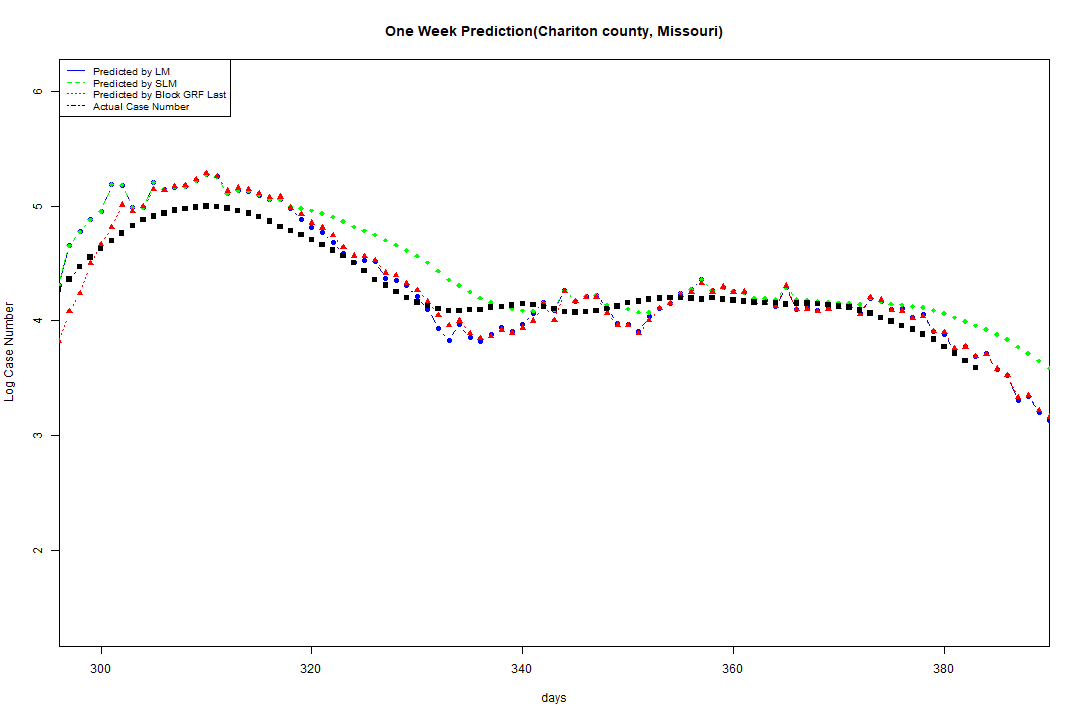 One Week Prediction(Chariton county, Missouri)
Predicted by LM
Predicted by SLM
Predicted by Block GRF Last
Actual Case Number
6
5
4
3
2
Log Case Number
300 320 340 360 380
days